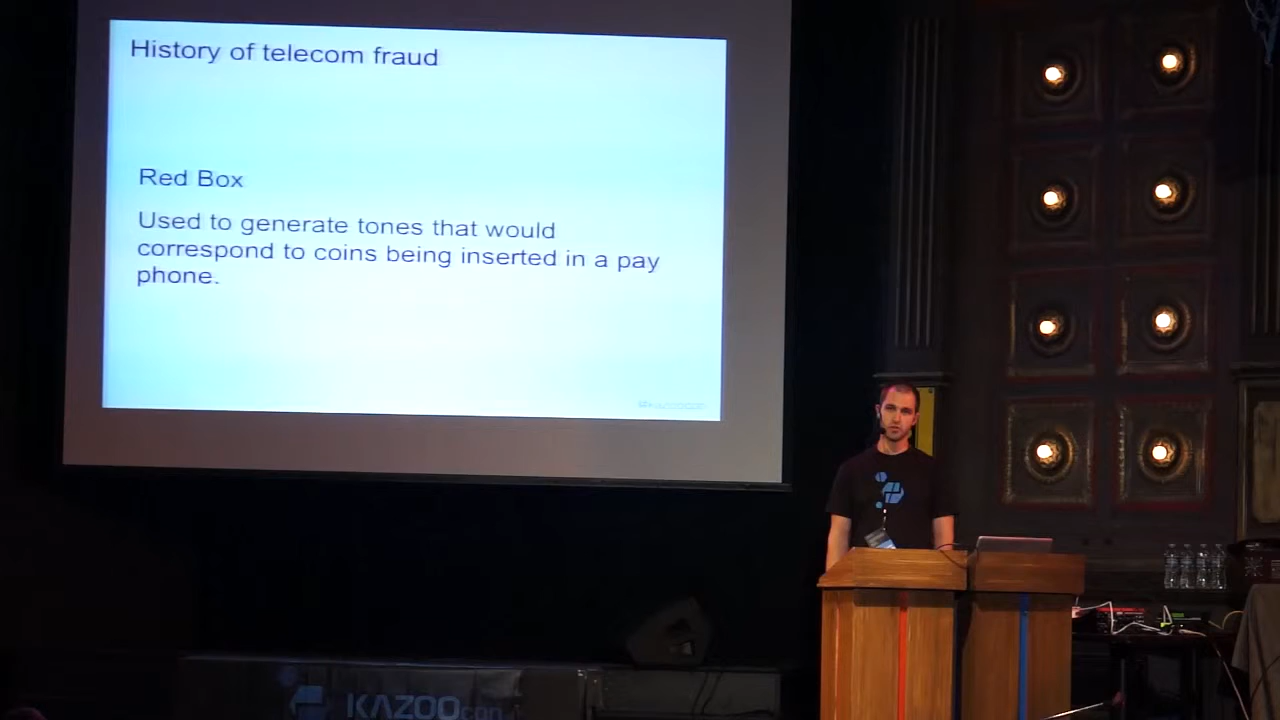 History of telecom fraud
Red Box
Used to generate tones that would
correspond to coins being inserted in a pay
phone.
KAZOOcon